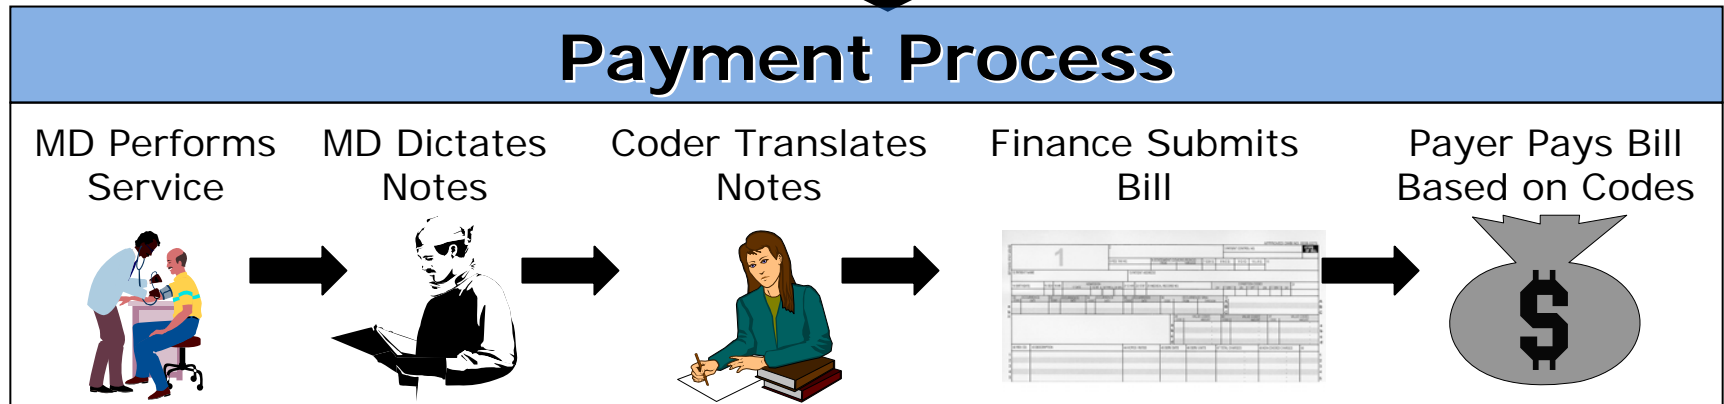 Payment Process
MD Performs
Service
MD Dictates
Notes
Coder Translates
Notes
Finance Submits
Bill
Payer Pays Bill
Based on Codes
1
$